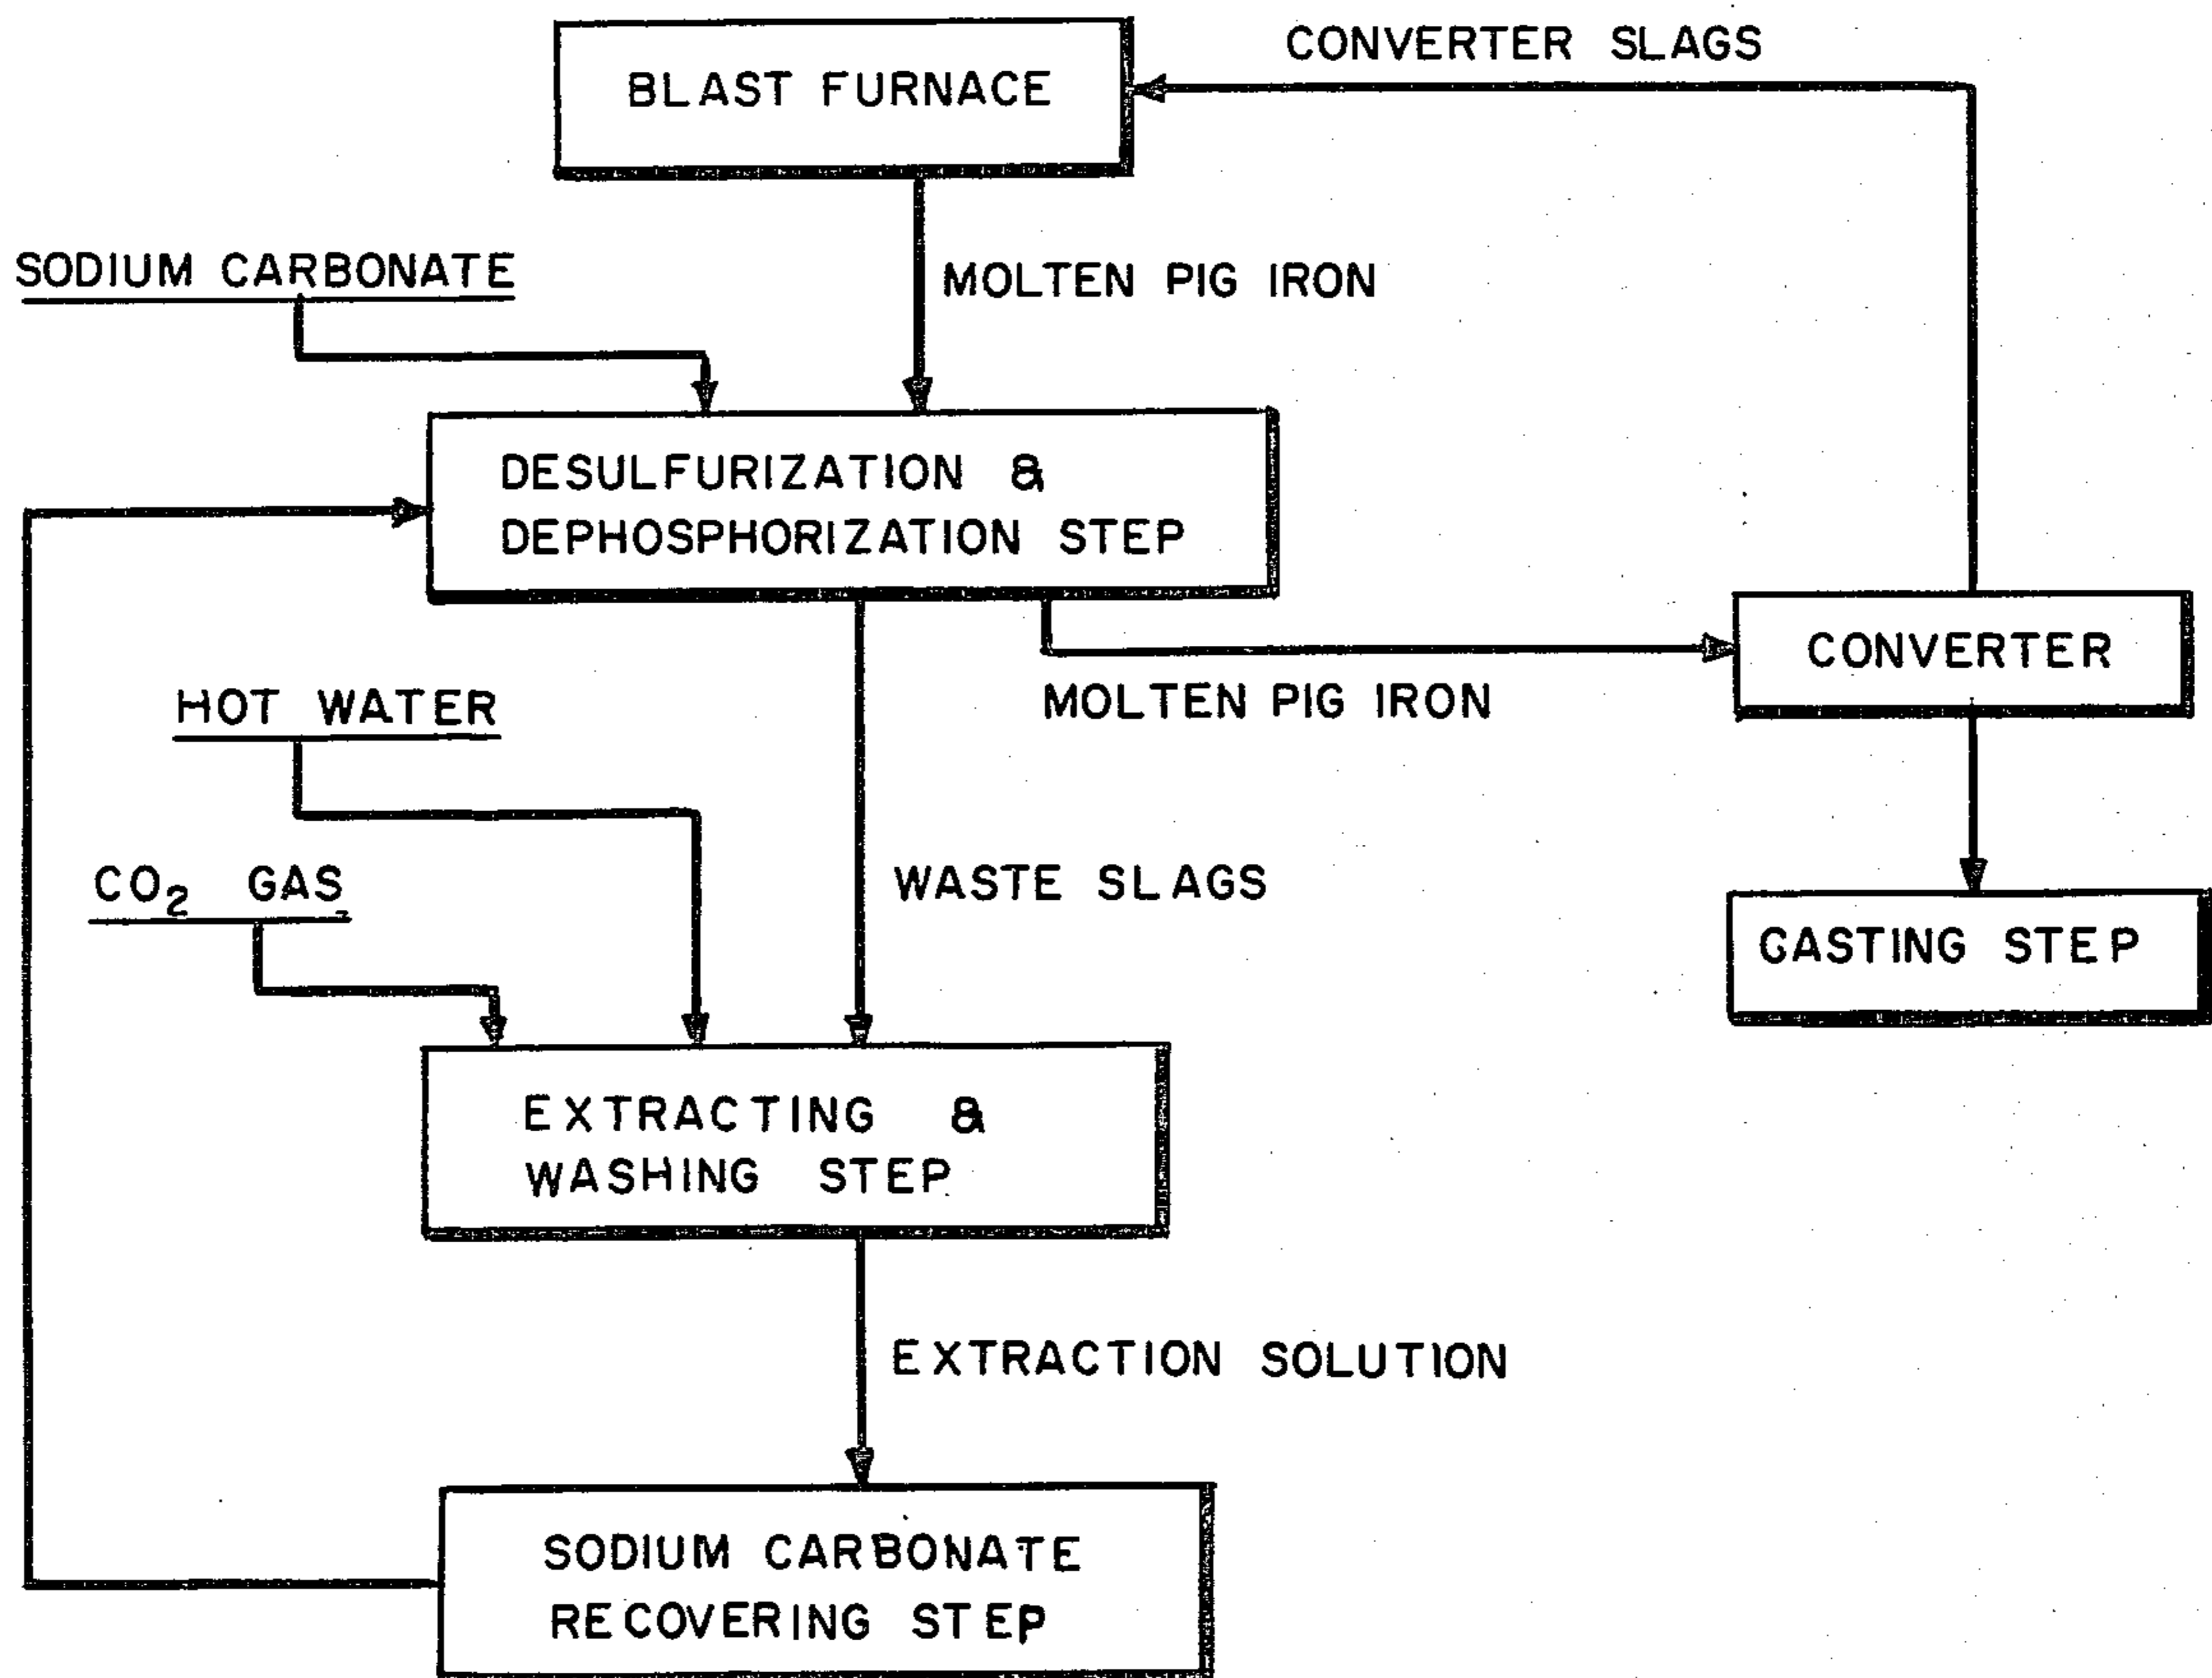 CONVERTER SLAGS
BLAST FURNACE
SODIUM CARBONATE
MOLTEN PIG IRON
DESULFURIZATION &
DEPHOSPHORIZATION STEP
CONVERTER
HOT WATER
MOLTEN PIG IRON
CO₂ GAS
WASTE SLAGS
GASTING STEP
EXTRACTING &
WASHING STEP
EXTRACTION SOLUTION
SODIUM CARBONATE
RECOVERING STEP